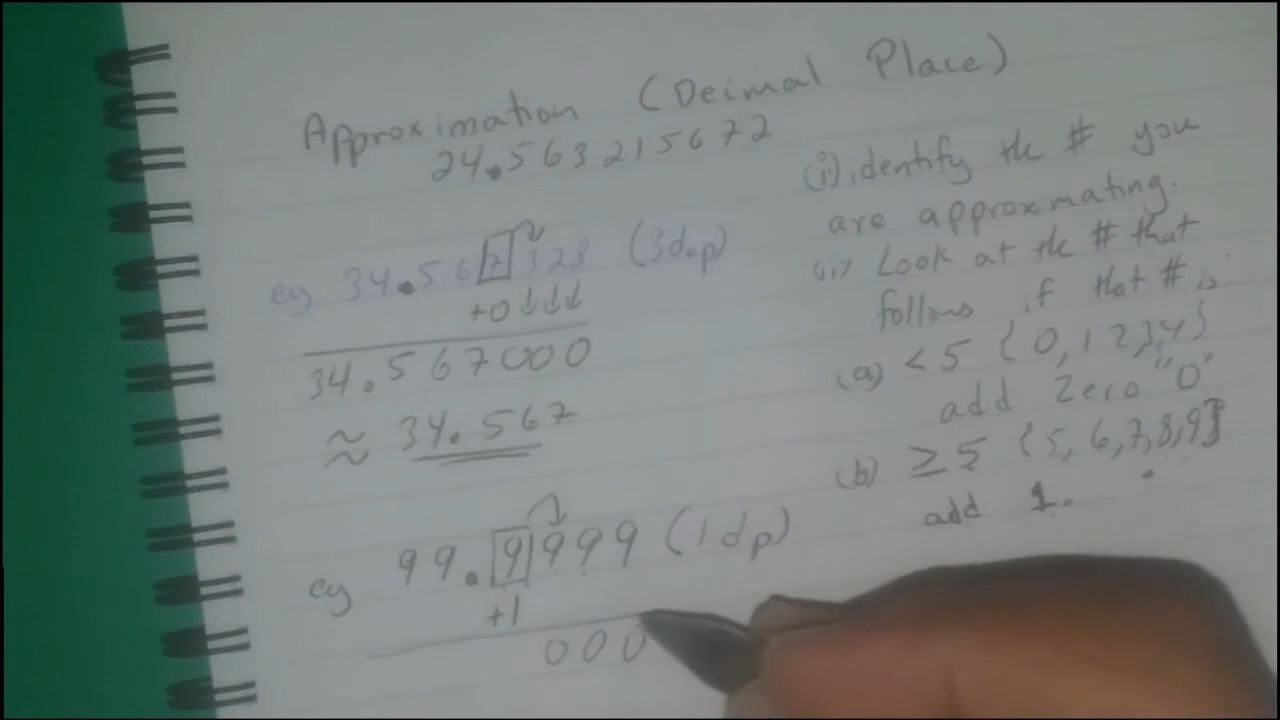 Approximation (Deimal Place)
24.563215672
eg 34.567328 (3d.p)
+0↓↓↓
34.567000
≈ 34.567
eg 99.9999 (1dp)
+1
000
(i) identify the # you
are approxmating.
(ii) Look at the # that
follows if that # is
(a) < 5 {0, 1 2,3,4}
add Zero "0"
(b) ≥ 5 {5, 6, 7, 8, 9}
add 1.